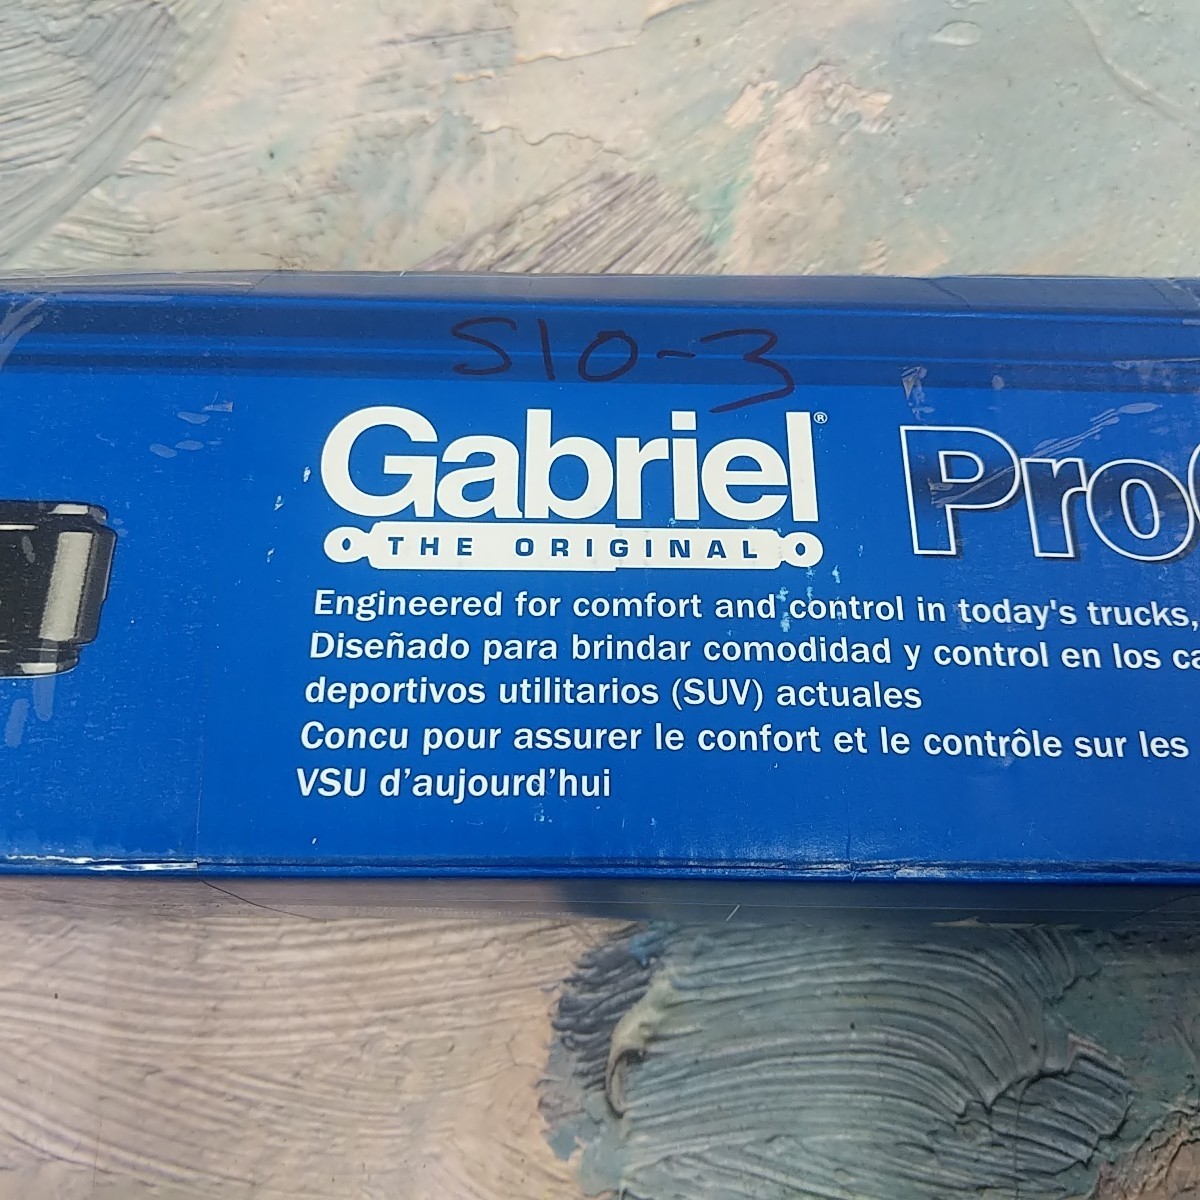 S10-3
Gabriel®
THE ORIGINAL
Pro
Engineered for comfort and control in today's trucks,
Diseñado para brindar comodidad y control en los
deportivos utilitarios (SUV) actuales
Concu pour assurer le confort et le contrôle sur les
VSU d'aujourd'hui